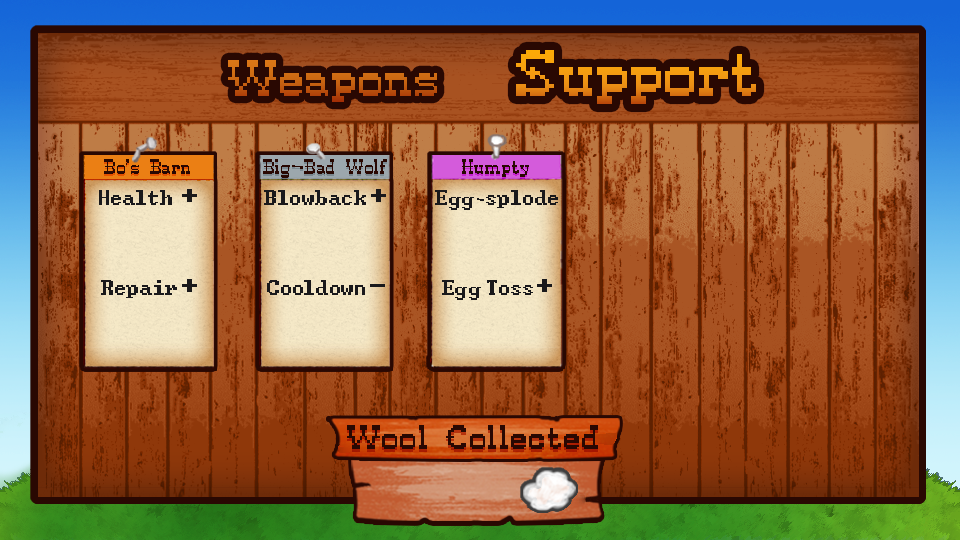 Weapons Support
Bo's Barn
Health +
Repair +
Big-Bad Wolf
Blowback +
Cooldown -
Humpty
Egg-splode
Egg Toss +
Wool Collected